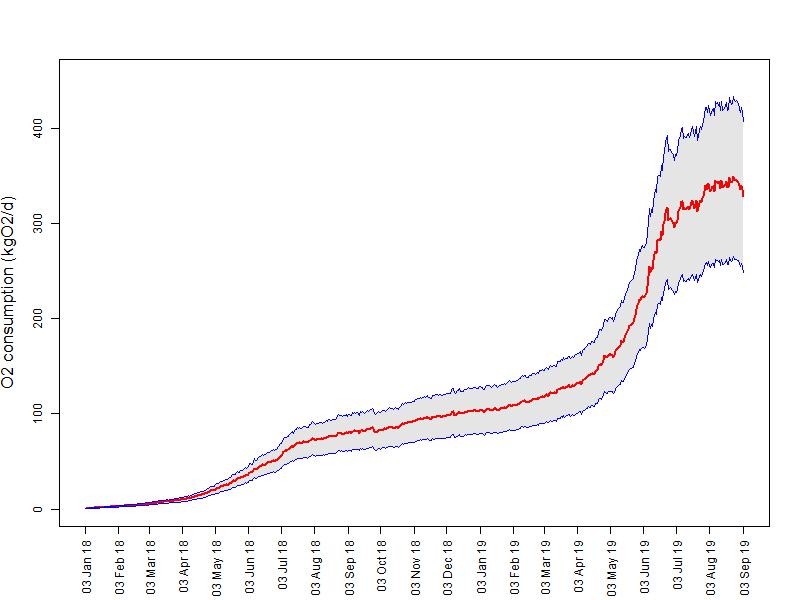 O2 consumption (kgO2/d)
400
300
200
100
0
03 Jan 18
03 Feb 18
03 Mar 18
03 Apr 18
03 May 18
03 Jun 18
03 Jul 18
03 Aug 18
03 Sep 18
03 Oct 18
03 Nov 18
03 Dec 18
03 Jan 19
03 Feb 19
03 Mar 19
03 Apr 19
03 May 19
03 Jun 19
03 Jul 19
03 Aug 19
03 Sep 19